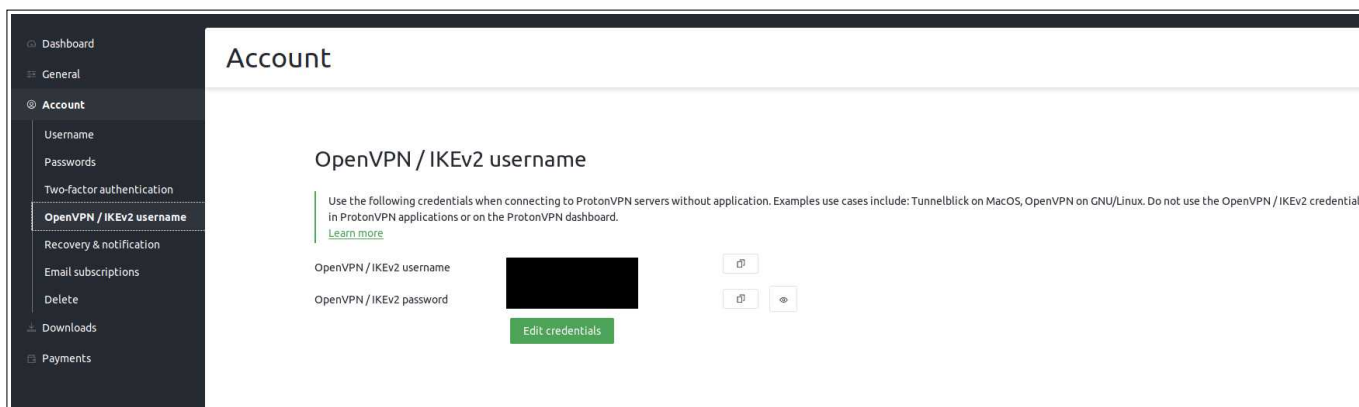 Dashboard
General
Account
Username
Passwords
Two-factor authentication
OpenVPN / IKEv2 username
Recovery & notification
Email subscriptions
Delete
Downloads
Payments
Account
OpenVPN / IKEv2 username
Use the following credentials when connecting to ProtonVPN servers without application. Examples use cases include: Tunnelblick on MacOS, OpenVPN on GNU/Linux. Do not use the OpenVPN / IKEv2 credential
in ProtonVPN applications or on the ProtonVPN dashboard.
Learn more
OpenVPN / IKEv2 username
OpenVPN / IKEv2 password
Edit credentials